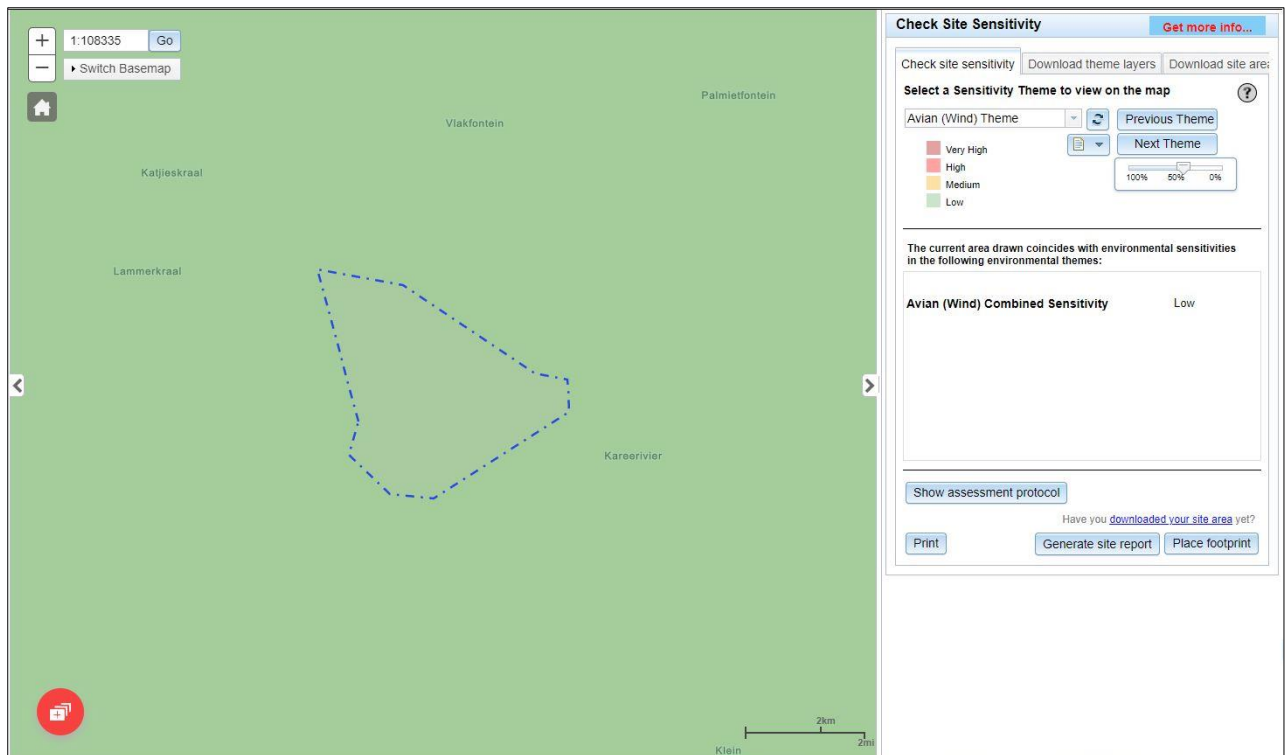 +
1:108335 Go
−
Switch Basemap
Palmietfontein
Vlakfontein
Katjieskraal
Lammerkraal
Kareerivier
2km
2mi
Klein
Check Site Sensitivity
Get more info...
Check site sensitivity Download theme layers Download site area
Select a Sensitivity Theme to view on the map
?
Avian (Wind) Theme
Previous Theme
Next Theme
Very High
High
Medium
Low
100% 50% 0%
The current area drawn coincides with environmental sensitivities
in the following environmental themes:
Avian (Wind) Combined Sensitivity Low
Show assessment protocol
Have you downloaded your site area yet?
Print Generate site report Place footprint